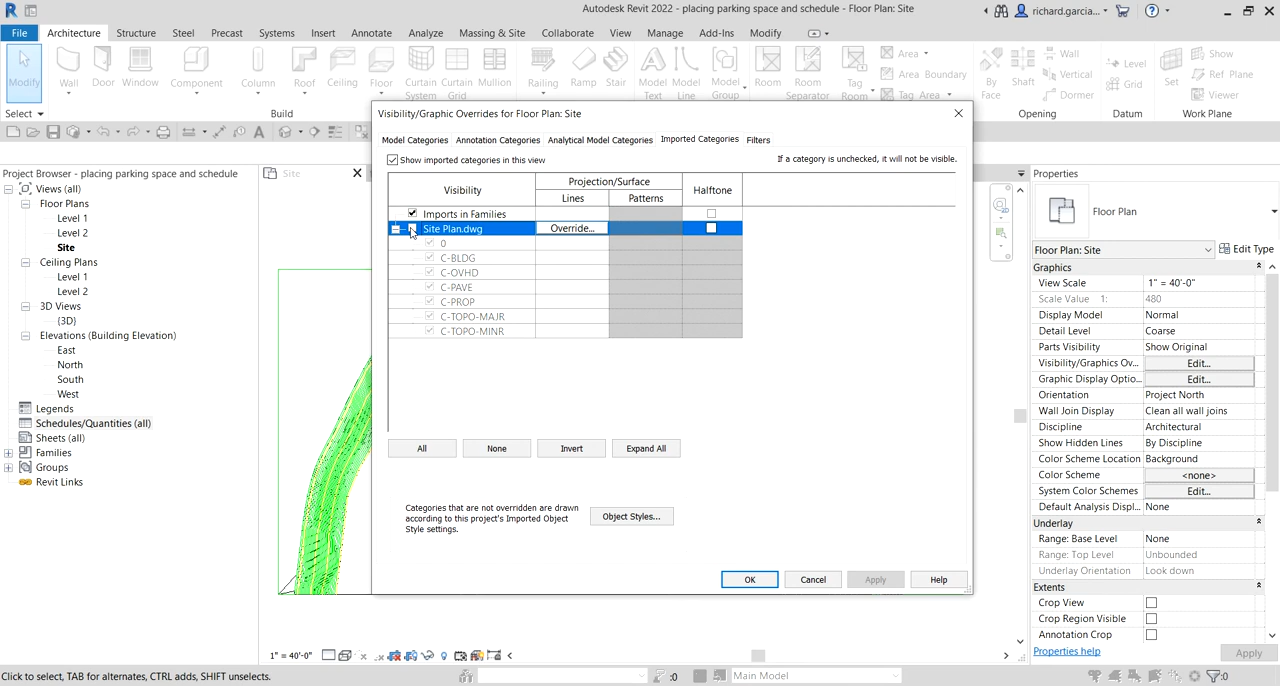 Autodesk Revit 2022 - placing parking space and schedule - Floor Plan: Site
richard.garcia...
File Architecture Structure Steel Precast Systems Insert Annotate Analyze Massing & Site Collaborate View Manage Add-Ins Modify
Modify Wall Door Window Component Column Roof Ceiling Floor Curtain System Curtain Grid Mullion Railing Ramp Stair Model Text Model Line Model Group Room Room Separator Tag Room Area Area Boundary Tag Area By Face Shaft Wall Vertical Dormer Level Grid Set Show Ref Plane Viewer
Select Build Opening Datum Work Plane
Visibility/Graphic Overrides for Floor Plan: Site
Model Categories Annotation Categories Analytical Model Categories Imported Categories Filters
Show imported categories in this view
If a category is unchecked, it will not be visible.
Visibility Projection/Surface Halftone
Lines Patterns
Imports in Families
Site Plan.dwg Override...
0
C-BLDG
C-OVHD
C-PAVE
C-PROP
C-TOPO-MAJR
C-TOPO-MINR
All None Invert Expand All
Categories that are not overridden are drawn
according to this project's Imported Object
Style settings.
Object Styles...
OK Cancel Apply Help
Project Browser - placing parking space and schedule
Views (all)
Floor Plans
Level 1
Level 2
Site
Ceiling Plans
Level 1
Level 2
3D Views
{3D}
Elevations (Building Elevation)
East
North
South
West
Legends
Schedules/Quantities (all)
Sheets (all)
Families
Groups
Revit Links
Site
Properties
Floor Plan
Floor Plan: Site Edit Type
Graphics
View Scale 1" = 40'-0"
Scale Value 1: 480
Display Model Normal
Detail Level Coarse
Parts Visibility Show Original
Visibility/Graphics Ov... Edit...
Graphic Display Optio... Edit...
Orientation Project North
Wall Join Display Clean all wall joins
Discipline Architectural
Show Hidden Lines By Discipline
Color Scheme Location Background
Color Scheme <none>
System Color Schemes Edit...
Default Analysis Displ... None
Underlay
Range: Base Level None
Range: Top Level Unbounded
Underlay Orientation Look down
Extents
Crop View
Crop Region Visible
Annotation Crop
Properties help Apply
1" = 40'-0"
Click to select, TAB for alternates, CTRL adds, SHIFT unselects.
:0 Main Model :0